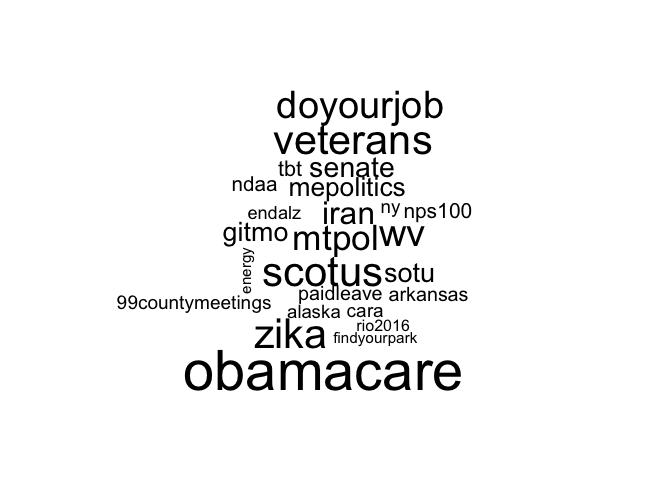 doyourjob
veterans
tbt senate
ndaa mepolitics
endalz iran ny nps100
gitmo mtpol wv
energy
scotus sotu
99countymeetings paidleave arkansas
alaska cara
zika rio2016
findyourpark
obamacare